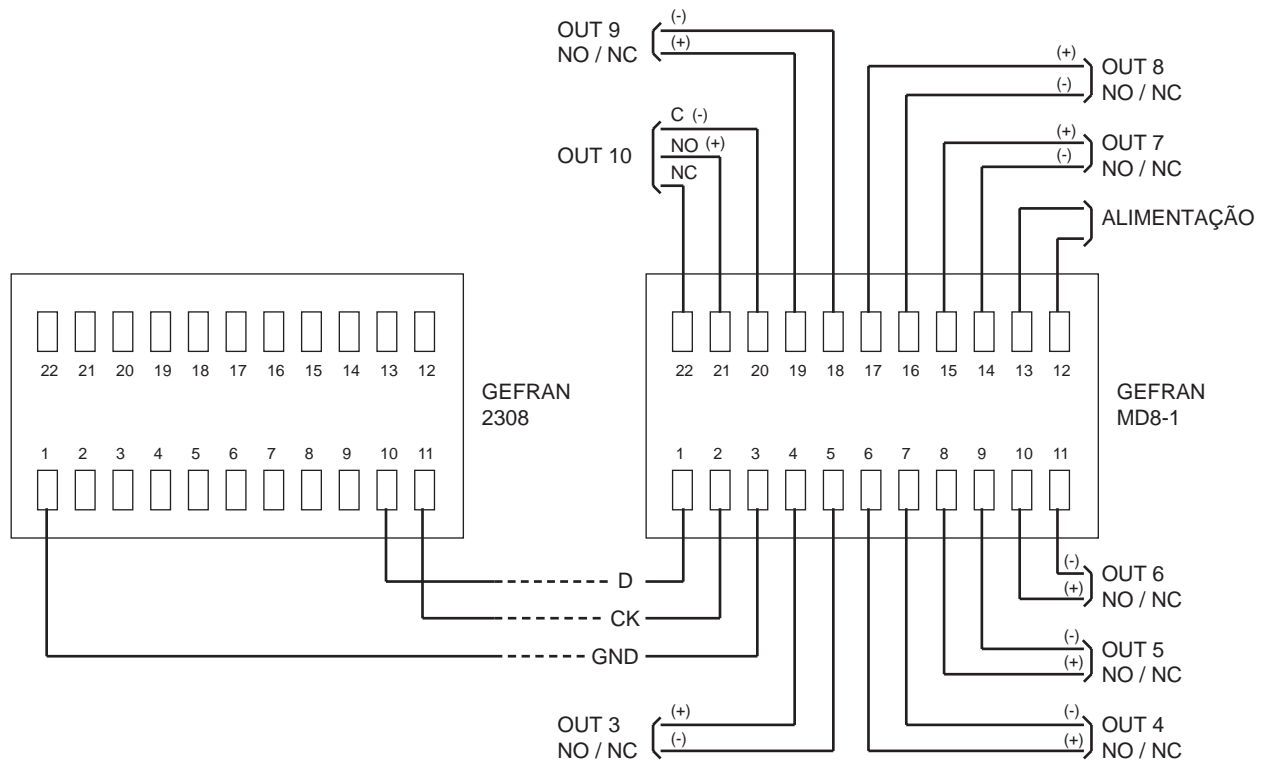 OUT 9
NO / NC
(-)
(+)
OUT 10
C (-)
NO (+)
NC
(+)
(-)
OUT 8
NO / NC
(+)
(-)
OUT 7
NO / NC
ALIMENTAÇÃO
22 21 20 19 18 17 16 15 14 13 12
1 2 3 4 5 6 7 8 9 10 11
GEFRAN
2308
22 21 20 19 18 17 16 15 14 13 12
1 2 3 4 5 6 7 8 9 10 11
GEFRAN
MD8-1
D
CK
GND
OUT 3
NO / NC
(+)
(-)
(-)
(+)
OUT 6
NO / NC
(-)
(+)
OUT 5
NO / NC
(-)
(+)
OUT 4
NO / NC